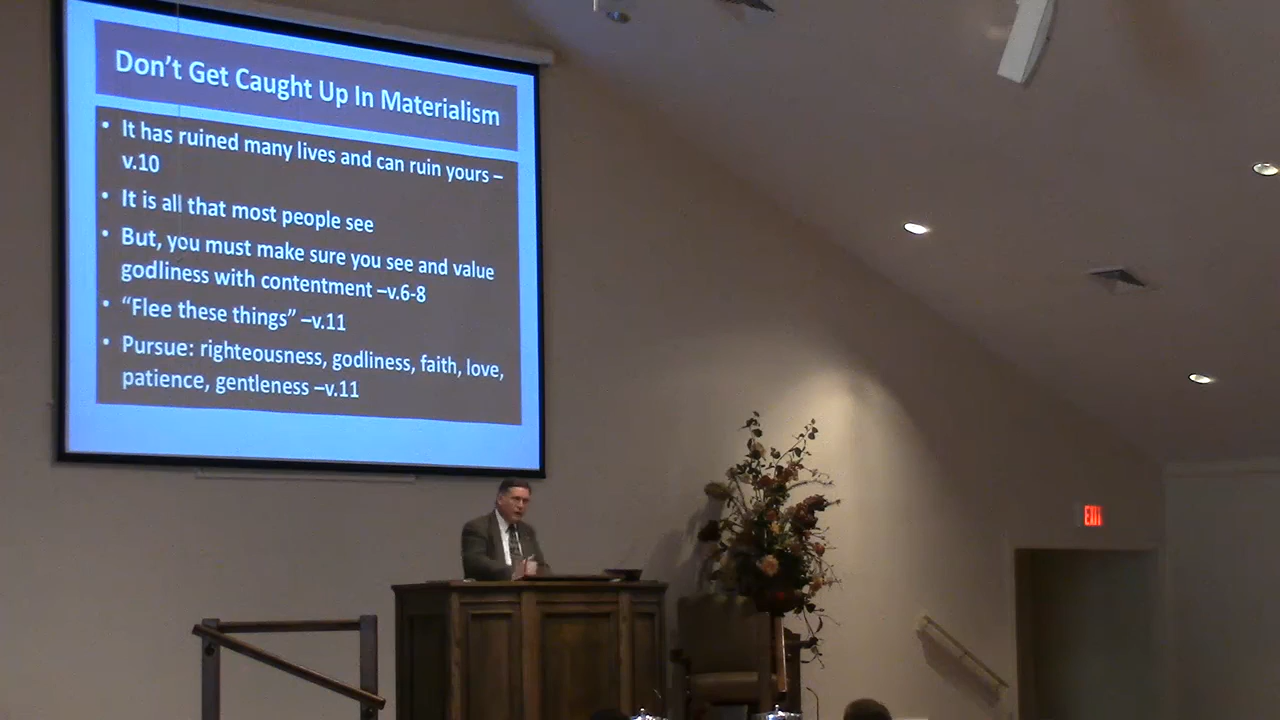 Don't Get Caught Up In Materialism
• It has ruined many lives and can ruin yours –
v.10
• It is all that most people see
• But, you must make sure you see and value
godliness with contentment –v.6-8
• “Flee these things” –v.11
• Pursue: righteousness, godliness, faith, love,
patience, gentleness –v.11
EXIT